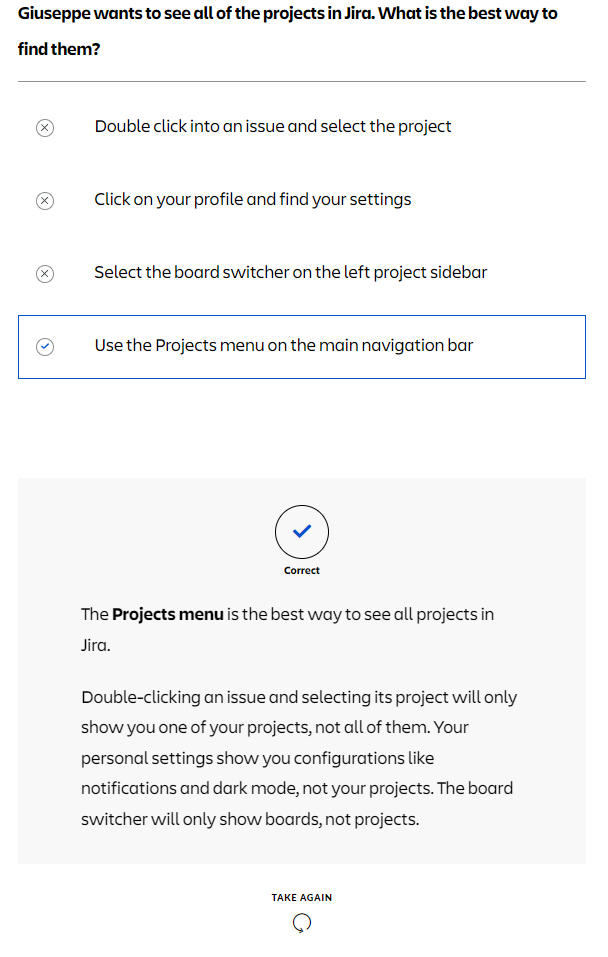 Giuseppe wants to see all of the projects in Jira. What is the best way to
find them?
Double click into an issue and select the project
Click on your profile and find your settings
Select the board switcher on the left project sidebar
Use the Projects menu on the main navigation bar
Correct
The Projects menu is the best way to see all projects in
Jira.
Double-clicking an issue and selecting its project will only
show you one of your projects, not all of them. Your
personal settings show you configurations like
notifications and dark mode, not your projects. The board
switcher will only show boards, not projects.
TAKE AGAIN